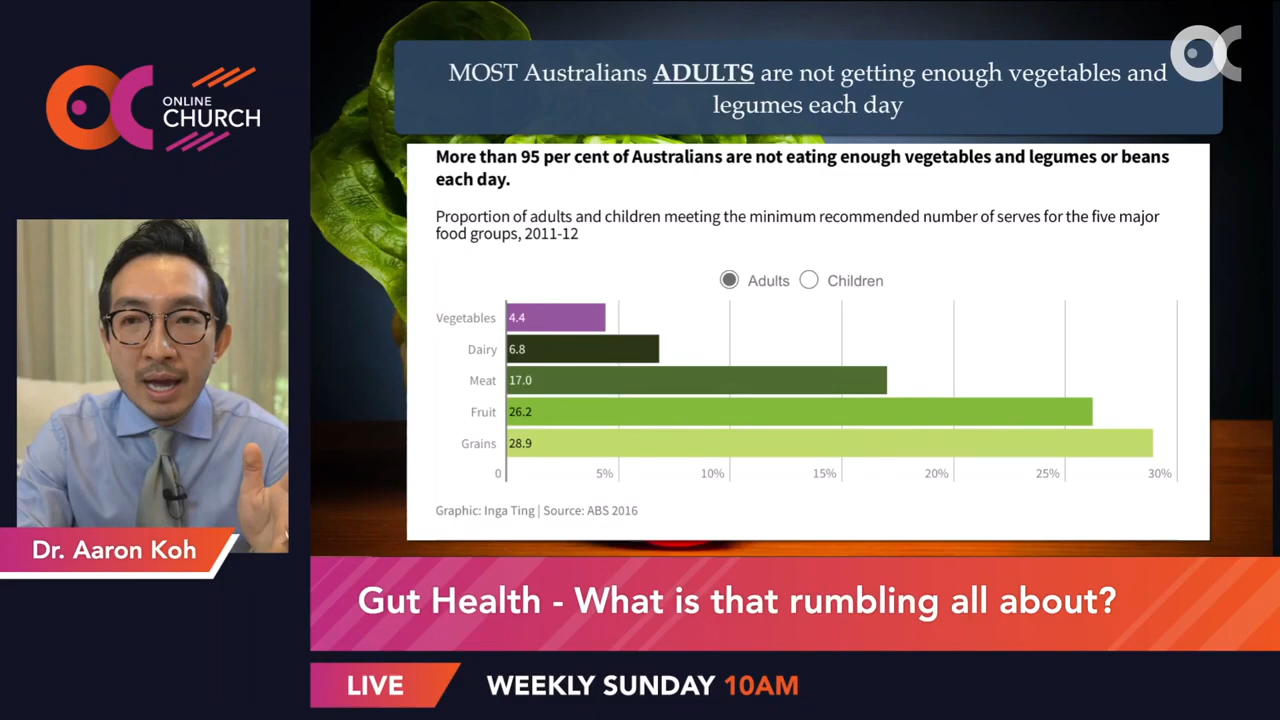 ONLINE
CHURCH
MOST Australians ADULTS are not getting enough vegetables and
legumes each day
More than 95 per cent of Australians are not eating enough vegetables and legumes or beans
each day.
Proportion of adults and children meeting the minimum recommended number of serves for the five major
food groups, 2011-12
Adults Children
Vegetables 4.4
Dairy 6.8
Meat 17.0
Fruit 26.2
Grains 28.9
0 5% 10% 15% 20% 25% 30%
Graphic: Inga Ting | Source: ABS 2016
Dr. Aaron Koh
Gut Health - What is that rumbling all about?
LIVE WEEKLY SUNDAY 10AM